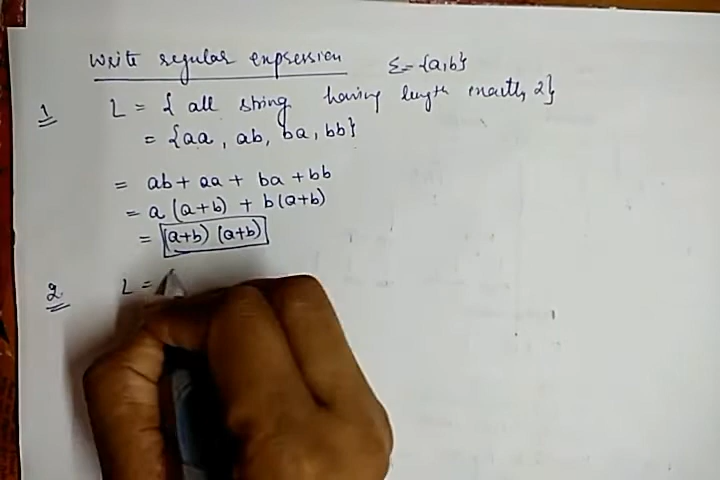 write regular expression Σ = {a,b}
1 L = { all string having length exactly 2}
= {aa, ab, ba, bb}
= ab + aa + ba + bb
= a (a+b) + b(a+b)
= (a+b) (a+b)
2. L = {